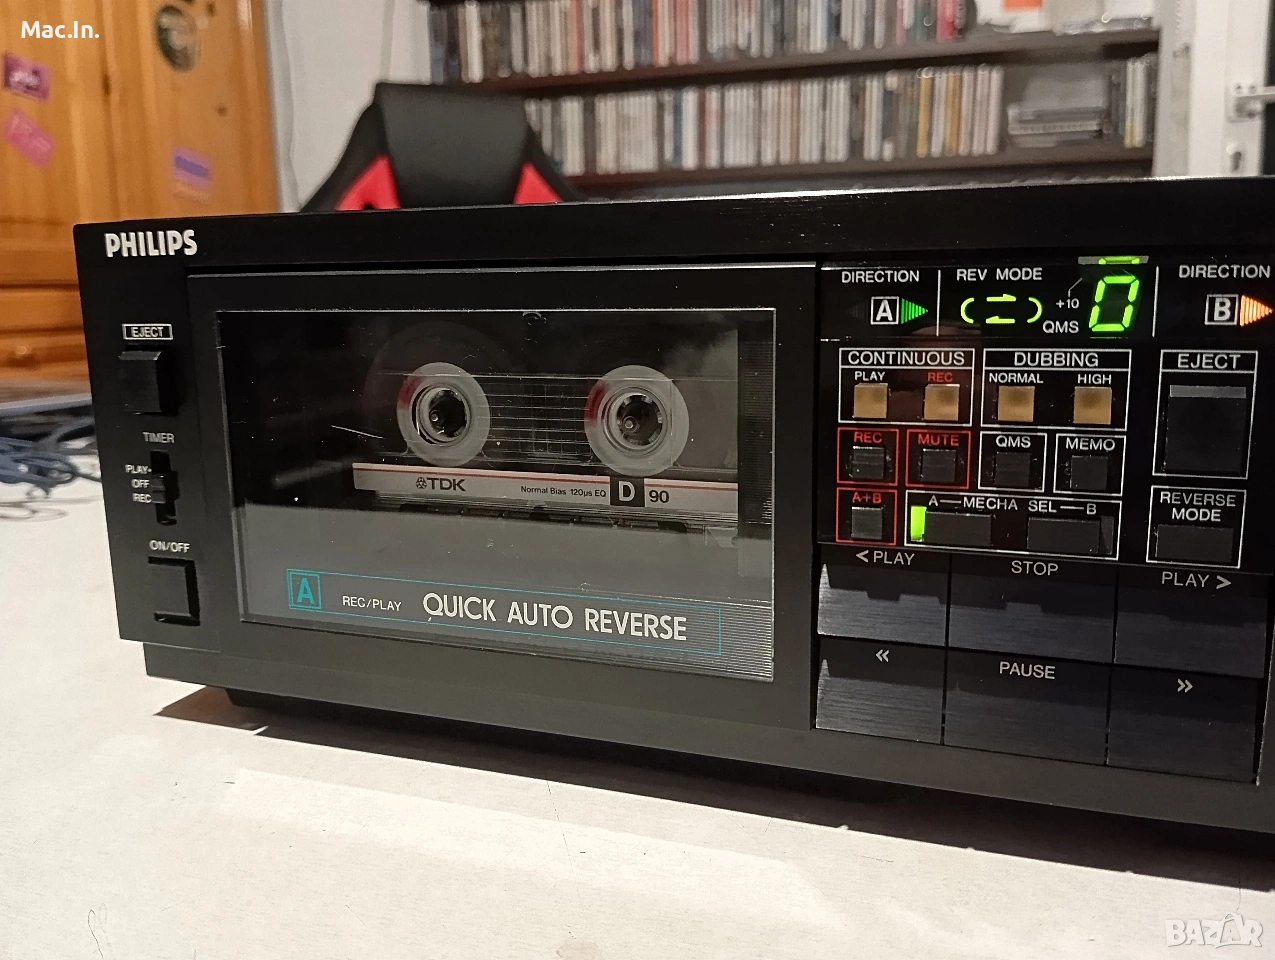 Mac.In.
PHILIPS
EJECT
TIMER
PLAY
OFF
REC
ON/OFF
TDK
Normal Bias 120µs EQ D 90
A REC/PLAY QUICK AUTO REVERSE
DIRECTION
A
REV MODE
+10
QMS
0
DIRECTION
B
CONTINUOUS
PLAY REC
DUBBING
NORMAL HIGH
EJECT
REC MUTE QMS MEMO
A+B
A—MECHA SEL—B
REVERSE
MODE
< PLAY
STOP
PLAY >
«
PAUSE
»
BAZAR